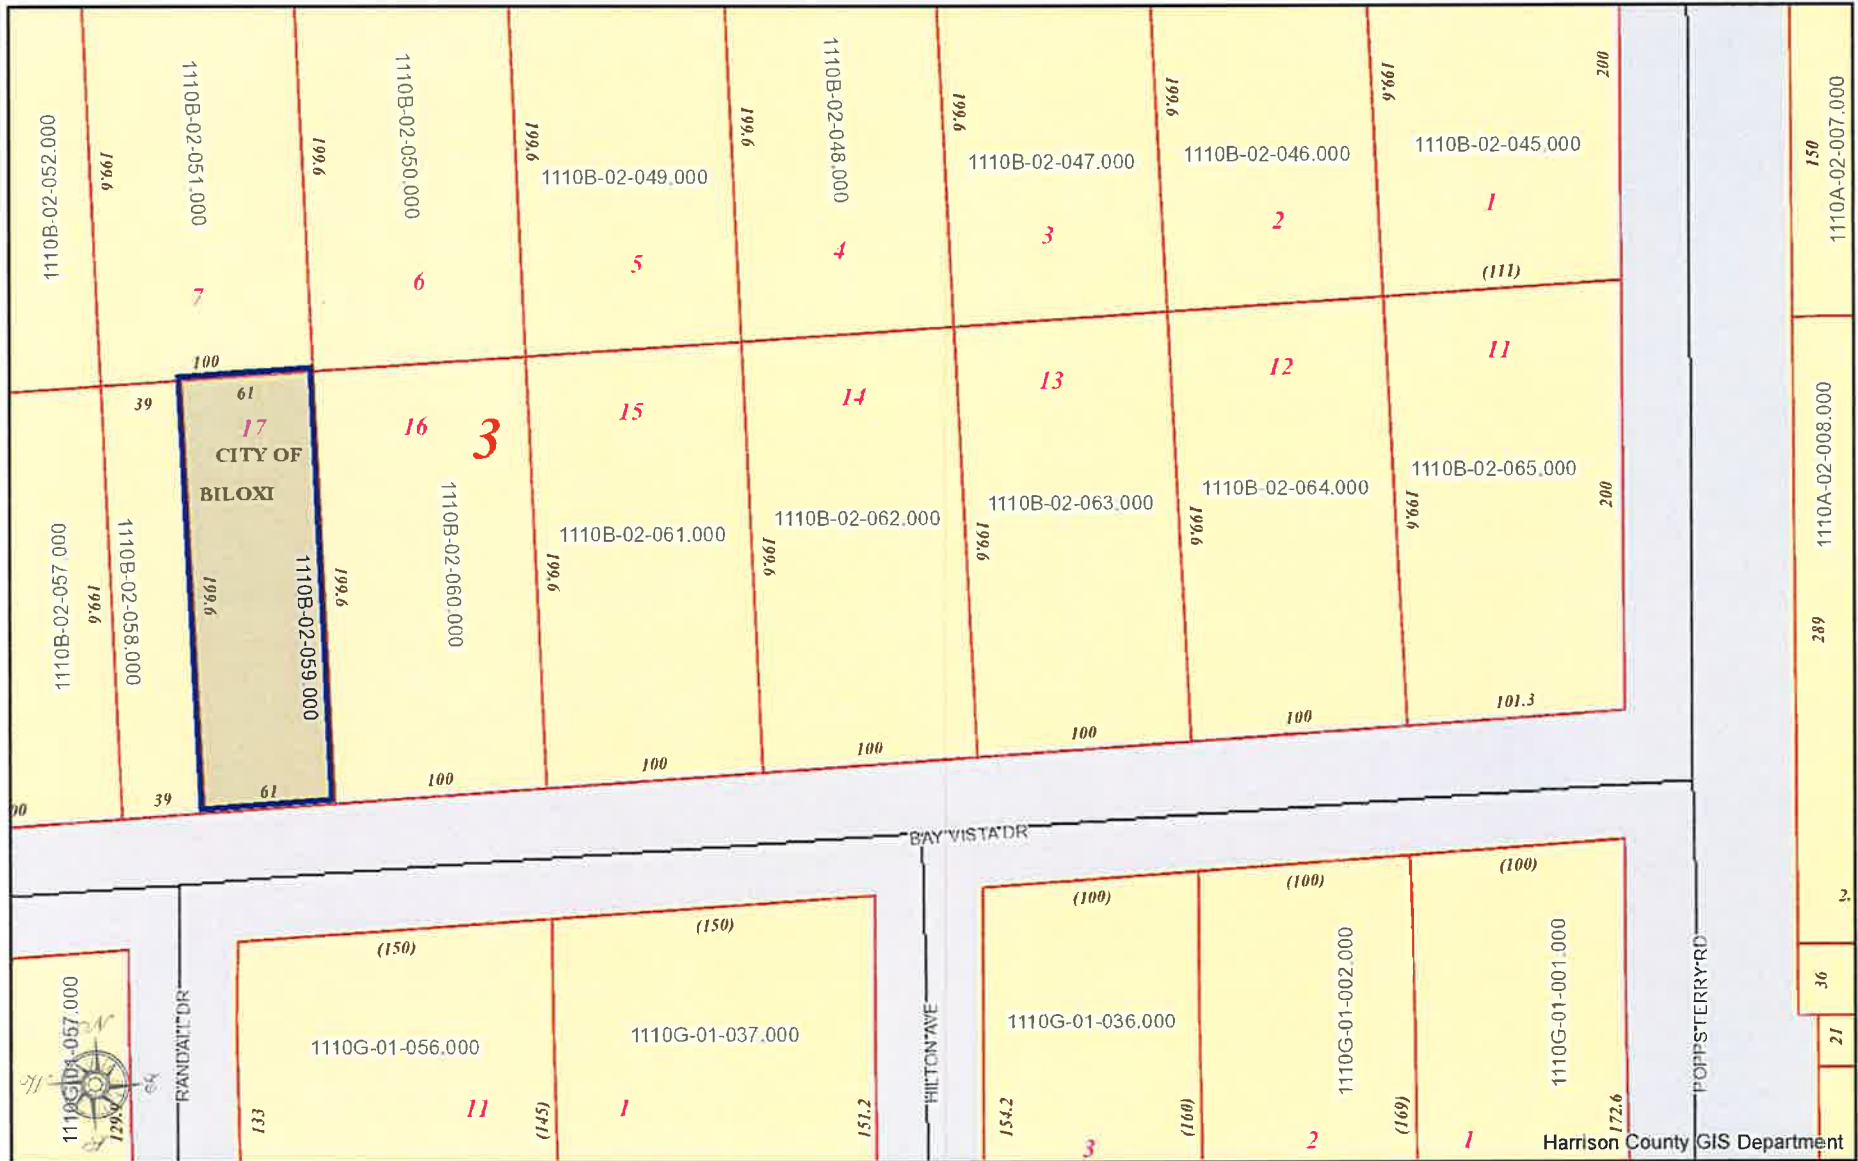 1110B-02-052.000
199.6
1110B-02-051.000
7
199.6
1110B-02-050.000
6
199.6
1110B-02-049.000
5
199.6
1110B-02-048.000
4
199.6
1110B-02-047.000
3
199.6
1110B-02-046.000
2
199.6
1110B-02-045.000
1
200
(111)
150
1110A-02-007.000
100
39
61
17
CITY OF
BILOXI
16
3
15
14
13
12
11
1110B-02-057.000
199.6
1110B-02-058.000
199.6
1110B-02-059.000
199.6
1110B-02-060.000
199.6
1110B-02-061.000
199.6
1110B-02-062.000
199.6
1110B-02-063.000
199.6
1110B-02-064.000
199.6
1110B-02-065.000
200
1110A-02-008.000
289
00
39
61
100
100
100
100
100
101.3
BAY VISTA DR
(150)
(150)
(100)
(100)
(100)
2.
36
21
1110G-01-057.000
129.9
RANDALL DR
133
1110G-01-056.000
11
(145)
1110G-01-037.000
1
151.2
HILTON AVE
154.2
1110G-01-036.000
3
(160)
1110G-01-002.000
2
(169)
1110G-01-001.000
1
172.6
POPPS FERRY RD
Harrison County GIS Department